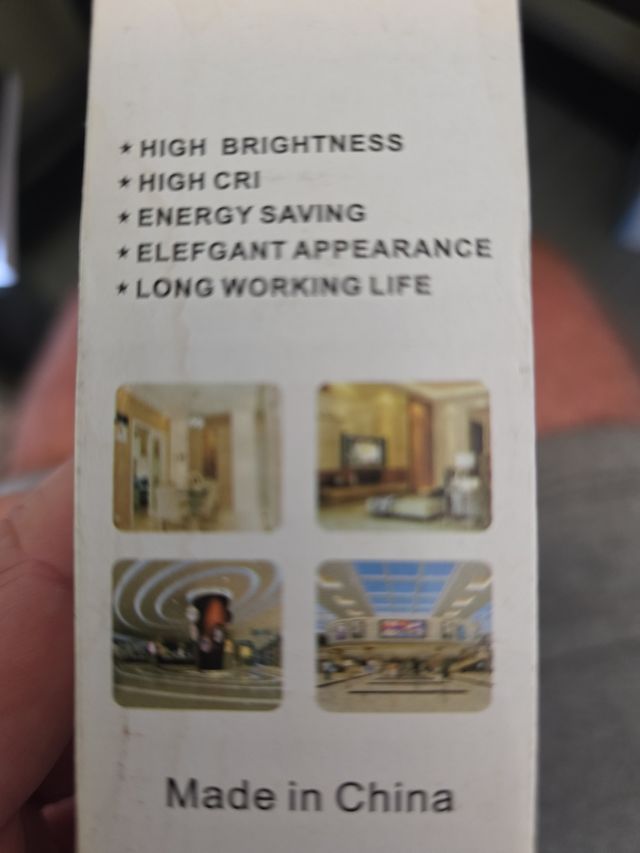 ★ HIGH BRIGHTNESS
★ HIGH CRI
★ ENERGY SAVING
★ ELEFGANT APPEARANCE
★ LONG WORKING LIFE
Made in China